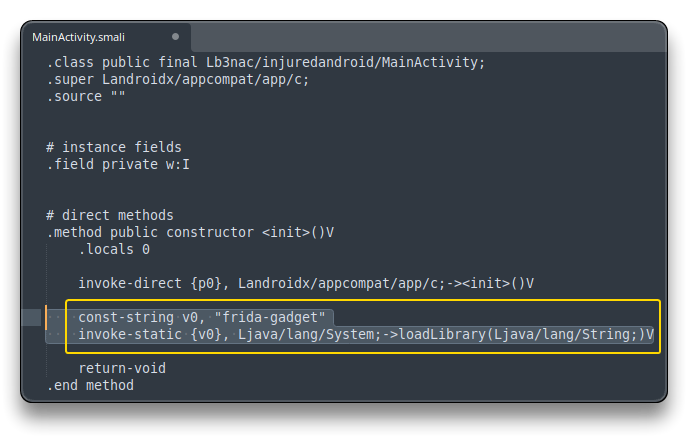 MainActivity.smali
.class public final Lb3nac/injuredandroid/MainActivity;
.super Landroidx/appcompat/app/c;
.source ""
# instance fields
.field private w:I
# direct methods
.method public constructor <init>()V
.locals 0
invoke-direct {p0}, Landroidx/appcompat/app/c;-><init>()V
const-string v0, "frida-gadget"
invoke-static {v0}, Ljava/lang/System;->loadLibrary(Ljava/lang/String;)V
return-void
.end method